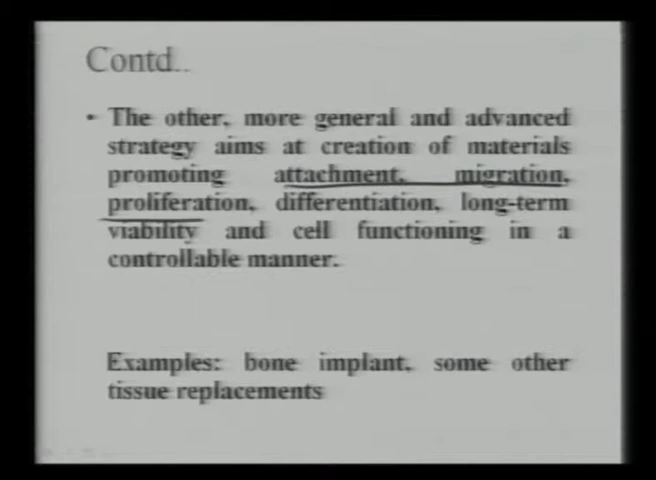 Contd..
• The other, more general and advanced
strategy aims at creation of materials
promoting attachment, migration,
proliferation, differentiation, long-term
viability and cell functioning in a
controllable manner.
Examples: bone implant, some other
tissue replacements